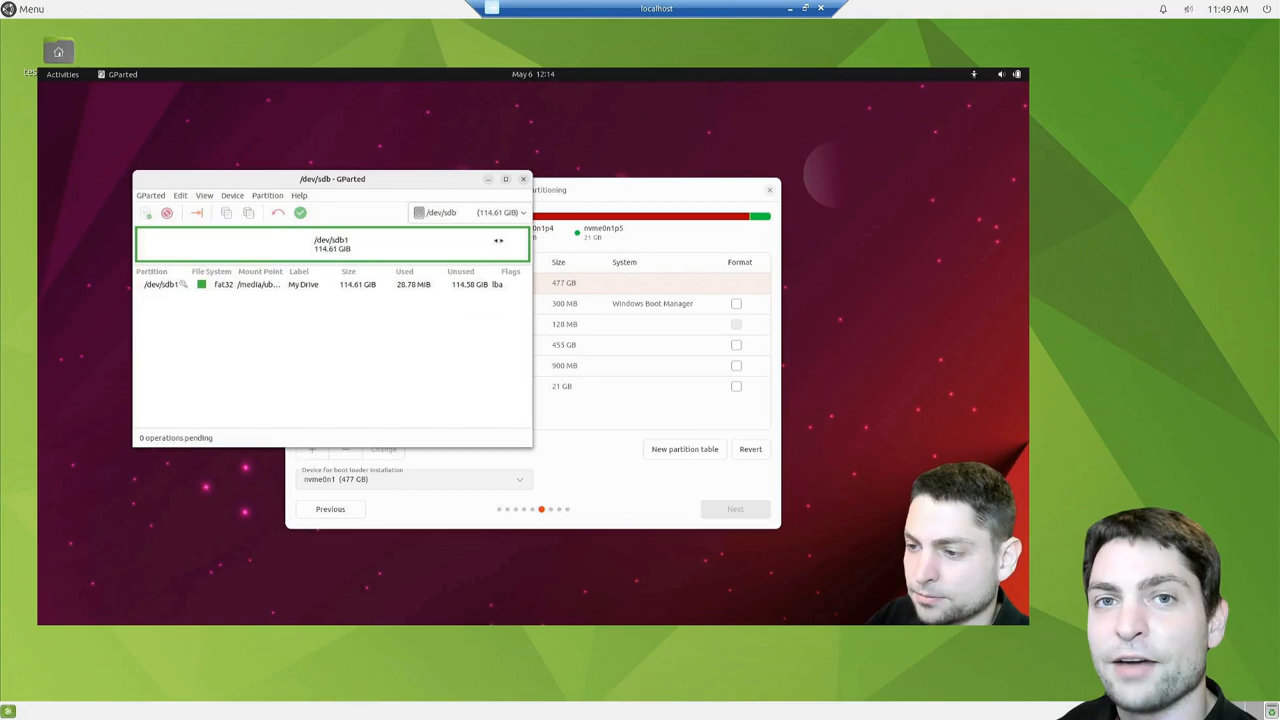 Menu
localhost
11:49 AM
tes
Activities
GParted
May 6 12:14
/dev/sdb - GParted
GParted Edit View Device Partition Help
/dev/sdb (114.61 GiB)
/dev/sdb1
114.61 GiB
Partition File System Mount Point Label Size Used Unused Flags
/dev/sdb1 fat32 /media/ub... My Drive 114.61 GiB 28.78 MiB 114.58 GiB lba
0 operations pending
artitioning
0n1p4
nvme0n1p5
B
21 GB
Size System Format
477 GB
300 MB Windows Boot Manager
128 MB
455 GB
900 MB
21 GB
+ - Change
New partition table
Revert
Device for boot loader installation
nvme0n1 (477 GB)
Previous
Next